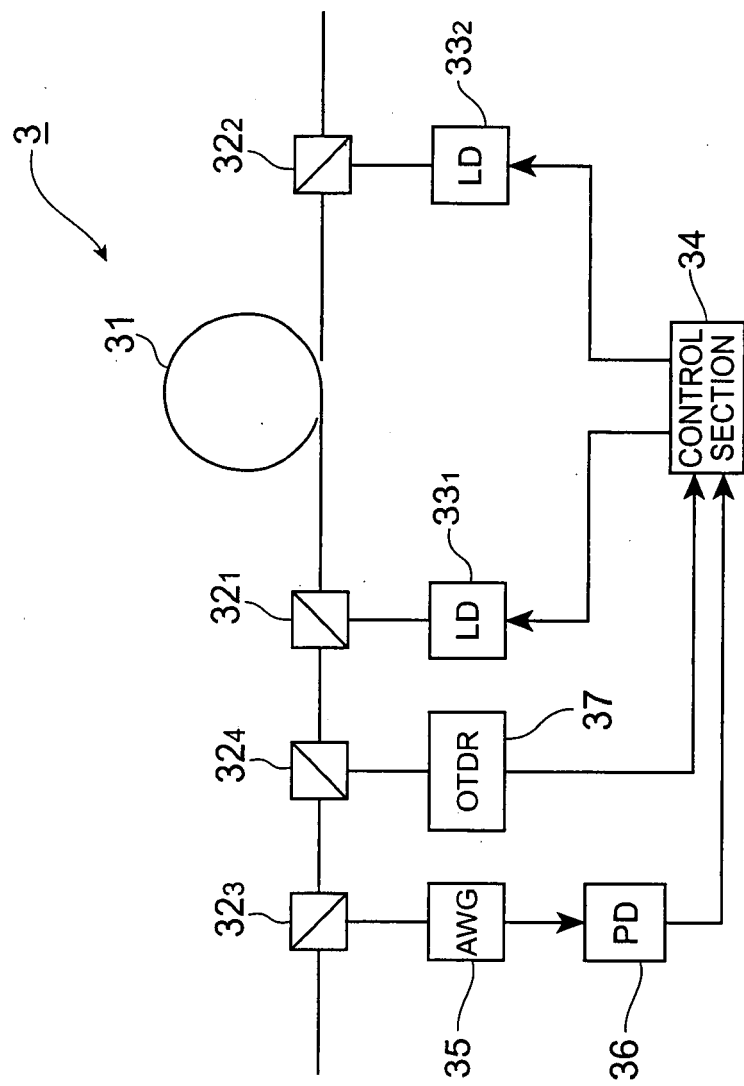 3
31
32₃
32₄
32₁
32₂
AWG
OTDR
LD
33₁
LD
33₂
35
37
PD
36
CONTROL
SECTION
34